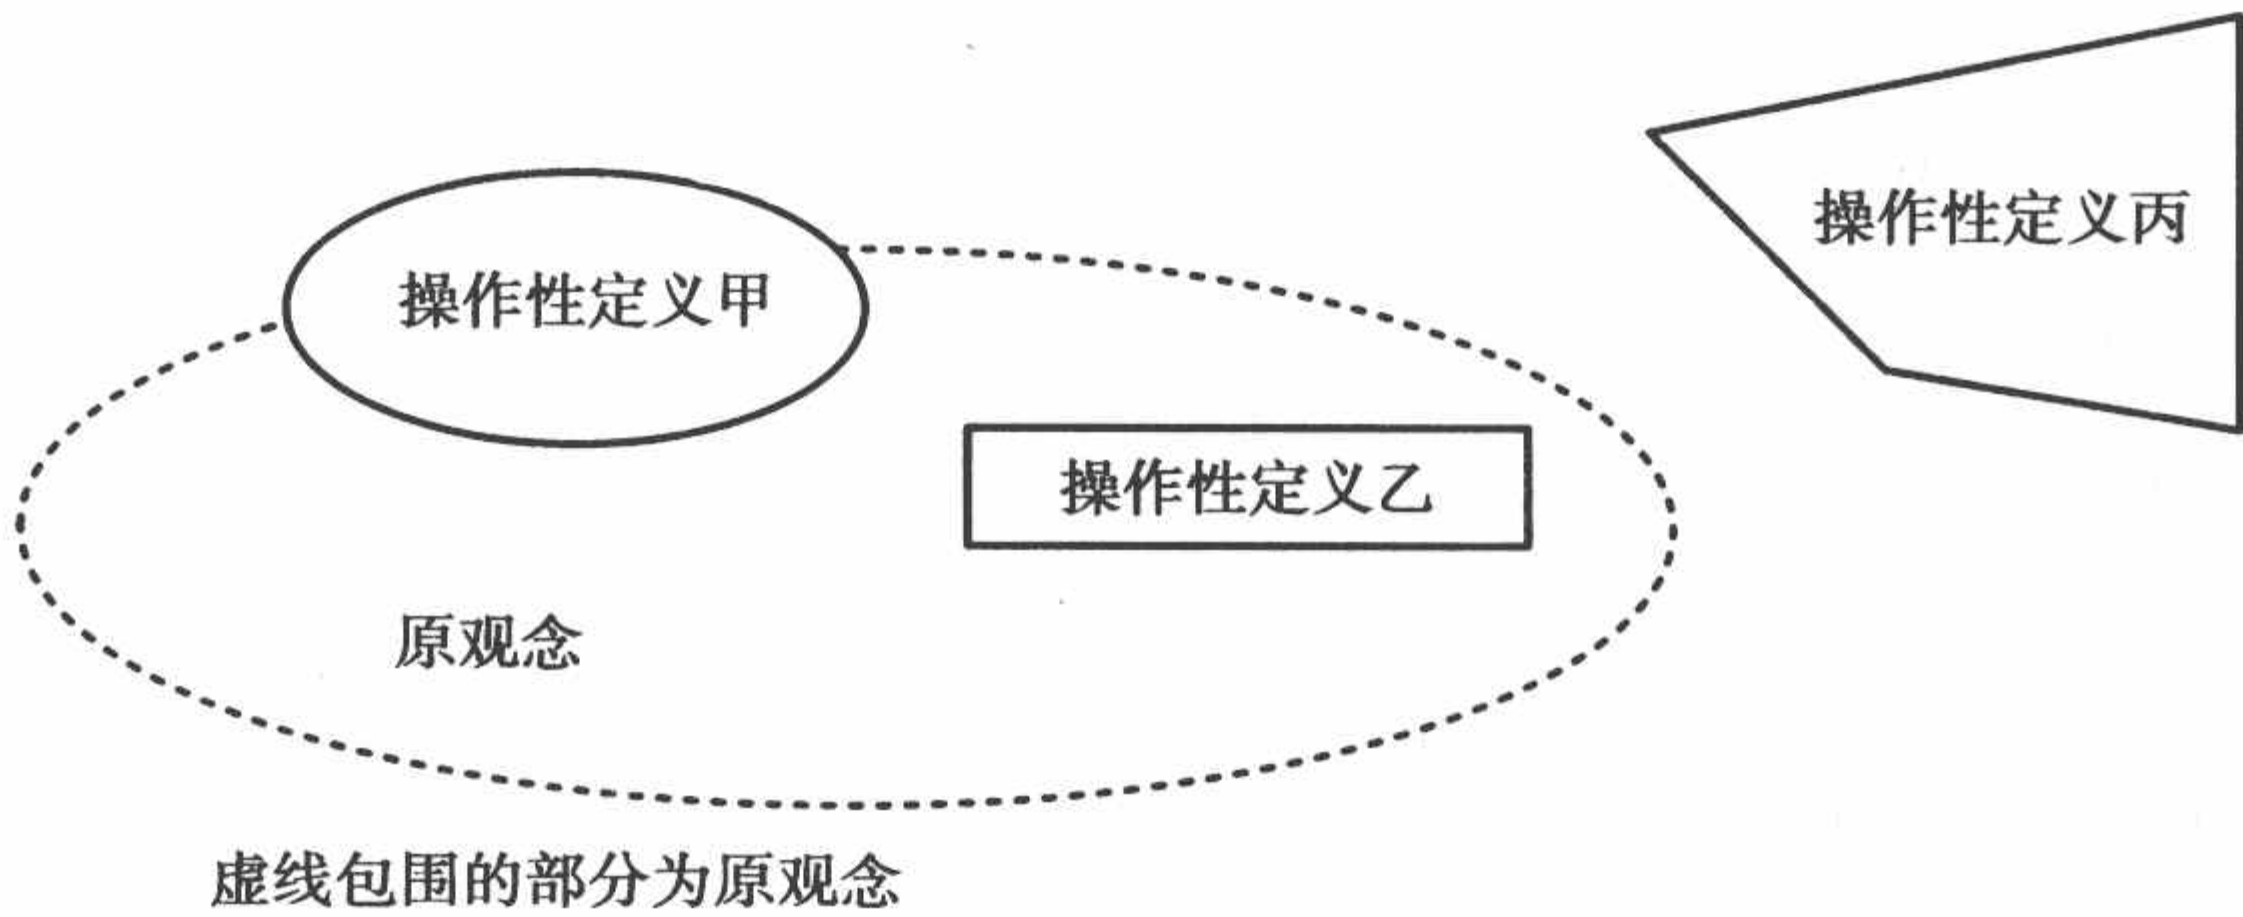 操作性定义丙
操作性定义甲
操作性定义乙
原观念
虚线包围的部分为原观念